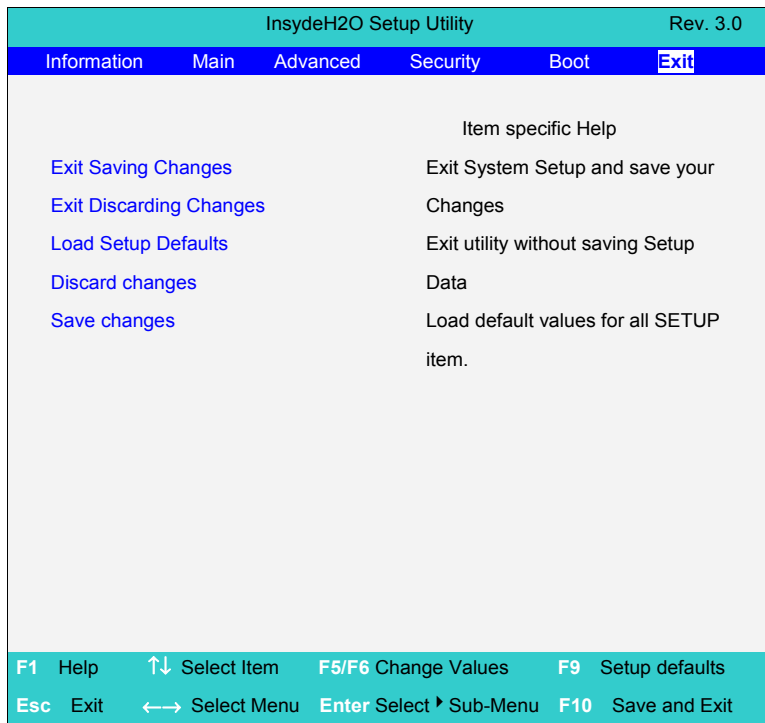 InsydeH2O Setup Utility Rev. 3.0
Information Main Advanced Security Boot Exit
Item specific Help
Exit Saving Changes Exit System Setup and save your
Exit Discarding Changes Changes
Load Setup Defaults Exit utility without saving Setup
Discard changes Data
Save changes Load default values for all SETUP
item.
F1 Help ↑↓ Select Item F5/F6 Change Values F9 Setup defaults
Esc Exit ←→ Select Menu Enter Select ▸ Sub-Menu F10 Save and Exit